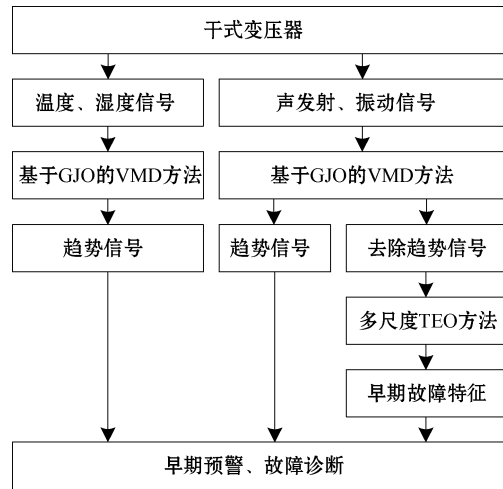 干式变压器
温度、湿度信号
声发射、振动信号
基于GJO的VMD方法
基于GJO的VMD方法
趋势信号
趋势信号
去除趋势信号
多尺度TEO方法
早期故障特征
早期预警、故障诊断